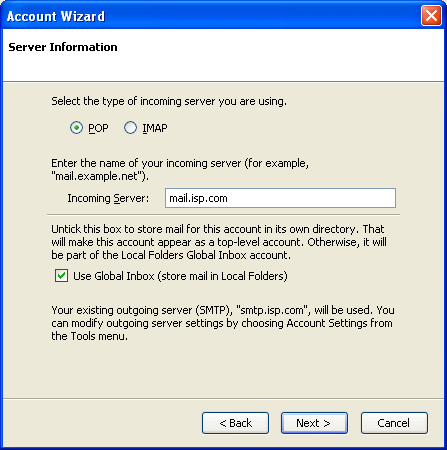 Account Wizard
Server Information
Select the type of incoming server you are using.
POP IMAP
Enter the name of your incoming server (for example,
"mail.example.net").
Incoming Server: mail.isp.com
Untick this box to store mail for this account in its own directory. That
will make this account appear as a top-level account. Otherwise, it will
be part of the Local Folders Global Inbox account.
Use Global Inbox (store mail in Local Folders)
Your existing outgoing server (SMTP), "smtp.isp.com", will be used. You
can modify outgoing server settings by choosing Account Settings from
the Tools menu.
< Back Next > Cancel